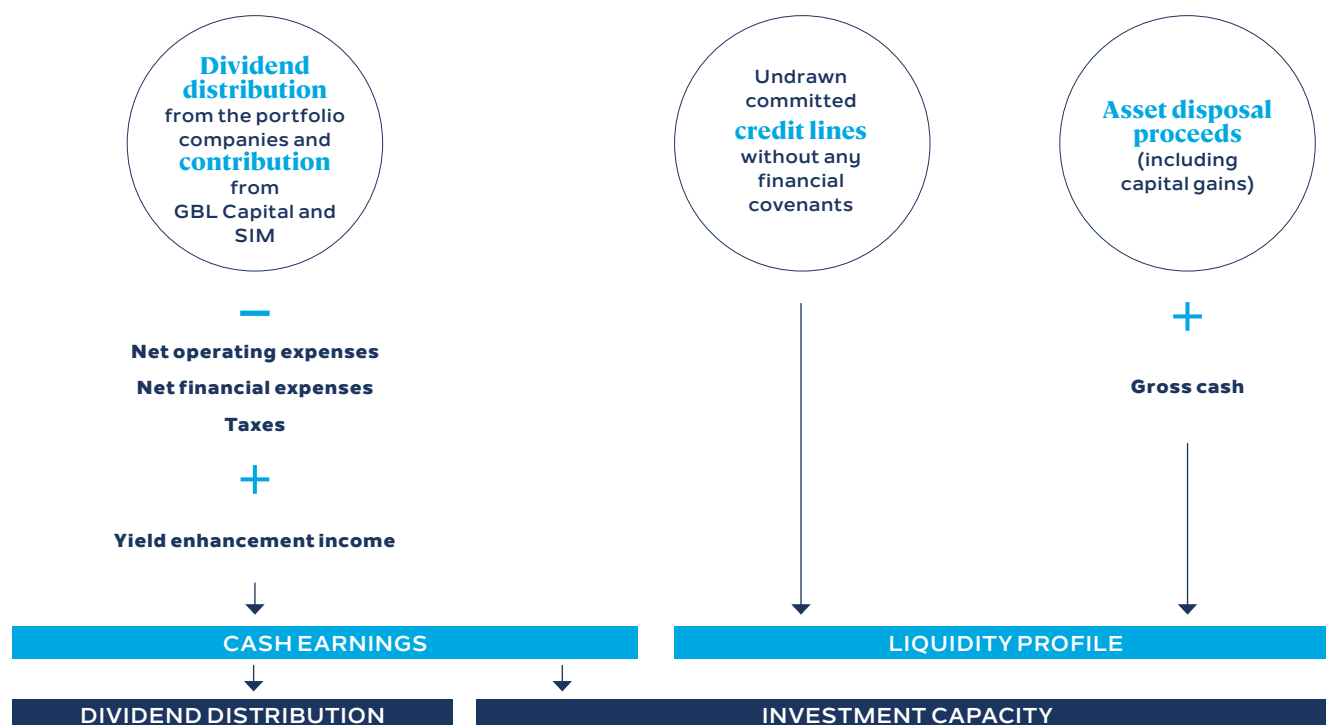 Dividend
distribution
from the portfolio
companies and
contribution
from
GBL Capital and
SIM
Undrawn
committed
credit lines
without any
financial
covenants
Asset disposal
proceeds
(including
capital gains)
−
Net operating expenses
Net financial expenses
Taxes
+
Yield enhancement income
+
Gross cash
CASH EARNINGS
LIQUIDITY PROFILE
DIVIDEND DISTRIBUTION
INVESTMENT CAPACITY